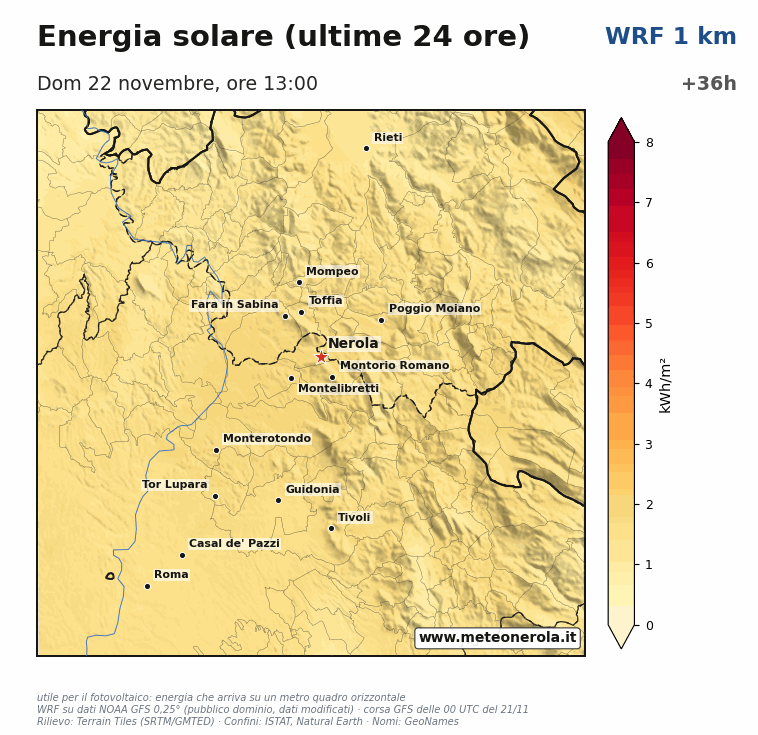 Energia solare (ultime 24 ore)
WRF 1 km
Dom 22 novembre, ore 13:00
+36h
Rieti
Mompeo
Toffia
Fara in Sabina
Poggio Moiano
Nerola
Montorio Romano
Montelibretti
Monterotondo
Tor Lupara
Guidonia
Tivoli
Casal de' Pazzi
Roma
www.meteonerola.it
8
7
6
5
4
3
2
1
0
kWh/m²
utile per il fotovoltaico: energia che arriva su un metro quadro orizzontale
WRF su dati NOAA GFS 0,25° (pubblico dominio, dati modificati) · corsa GFS delle 00 UTC del 21/11
Rilievo: Terrain Tiles (SRTM/GMTED) · Confini: ISTAT, Natural Earth · Nomi: GeoNames